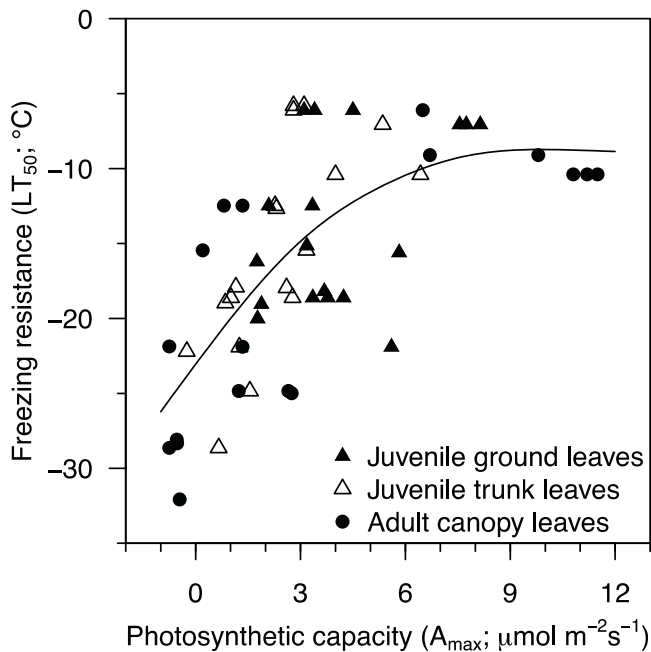 0
−10
−20
−30
Freezing resistance (LT50; °C)
Juvenile ground leaves
Juvenile trunk leaves
Adult canopy leaves
0 3 6 9 12
Photosynthetic capacity (Amax; μmol m−2s−1)